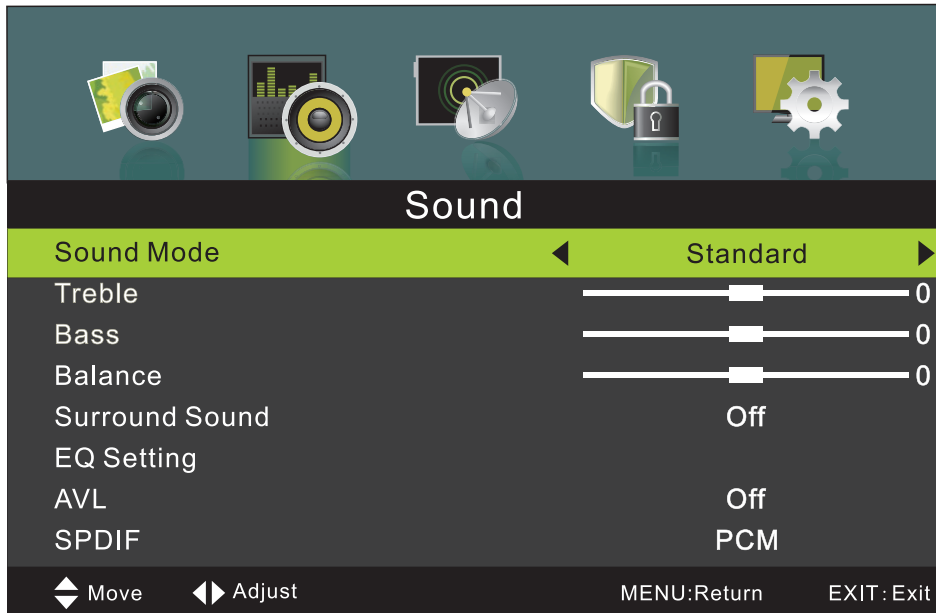 Sound
Sound Mode Standard
Treble 0
Bass 0
Balance 0
Surround Sound Off
EQ Setting
AVL Off
SPDIF PCM
Move Adjust MENU:Return EXIT:Exit